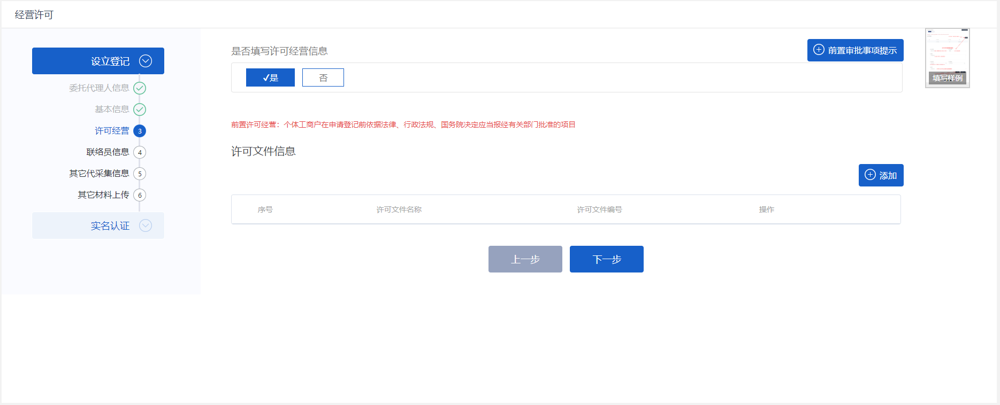 经营许可
设立登记
委托代理人信息
基本信息
许可经营 3
联络员信息 4
其它代采集信息 5
其它材料上传 6
实名认证
是否填写许可经营信息
前置审批事项提示
✓是 否
填写样例
前置许可经营：个体工商户在申请登记前依据法律、行政法规、国务院决定应当报经有关部门批准的项目
许可文件信息
添加
序号 许可文件名称 许可文件编号 操作
上一步 下一步